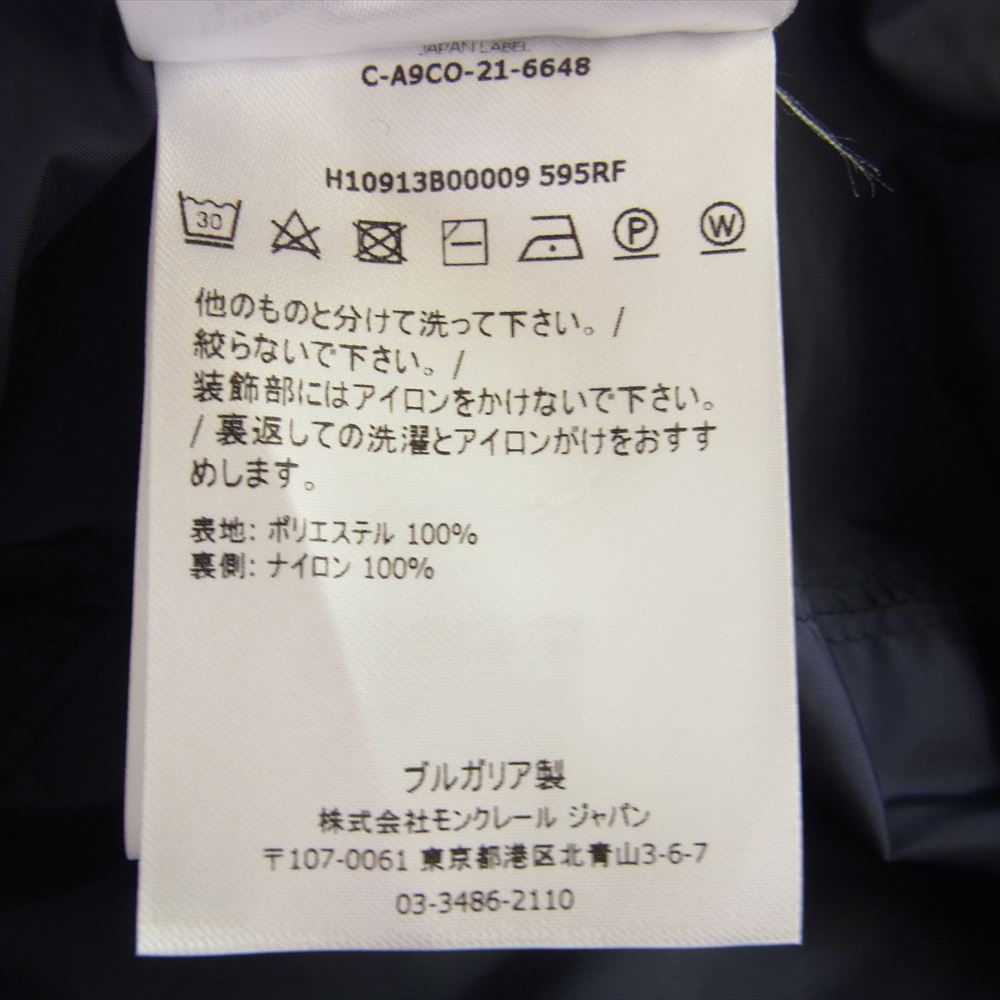 JAPAN LABEL
C-A9CO-21-6648
H10913B00009 595RF
30 P W
他のものと分けて洗って下さい。/
絞らないで下さい。/
装飾部にはアイロンをかけないで下さい。
/ 裏返しての洗濯とアイロンがけをおすす
めします。
表地: ポリエステル 100%
裏側: ナイロン 100%
ブルガリア製
株式会社モンクレール ジャパン
〒107-0061 東京都港区北青山3-6-7
03-3486-2110